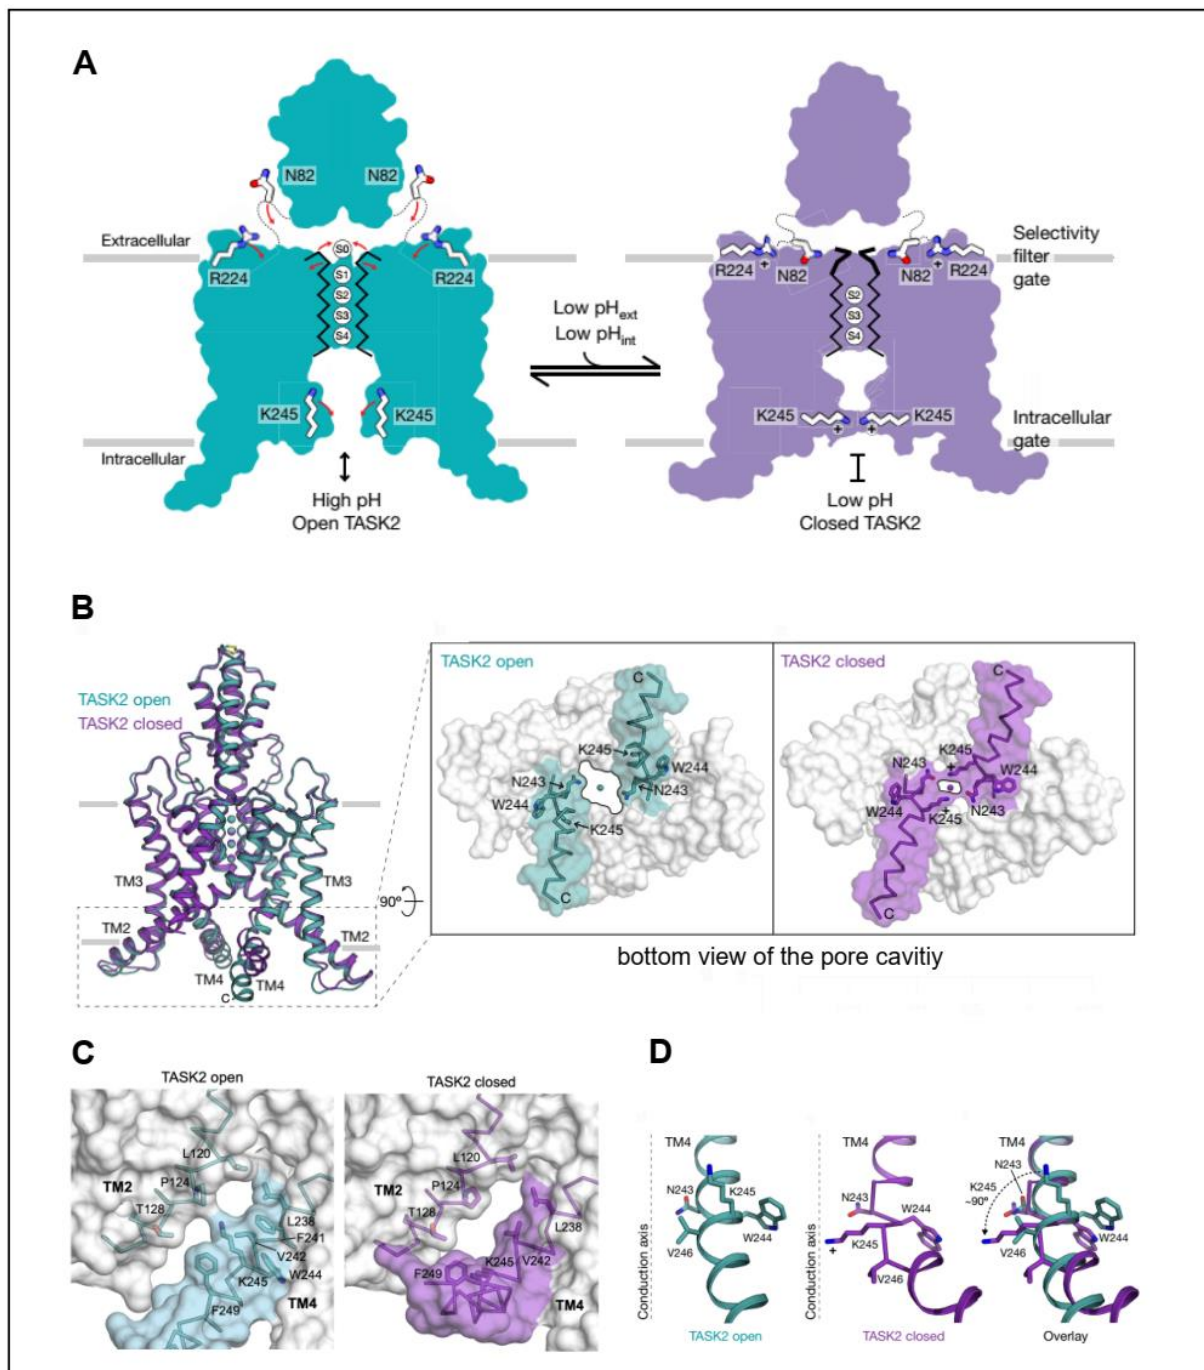 A
N82
N82
Extracellular
R224
R224
S0
S1
S2
S3
S4
K245
K245
Intracellular
High pH
Open TASK2
Low pHext
Low pHint
R224
N82
N82
R224
+
+
S2
S3
S4
K245
K245
+
+
Selectivity
filter
gate
Intracellular
gate
Low pH
Closed TASK2
B
TASK2 open
TASK2 closed
TM3
TM3
TM2
TM2
TM4
TM4
C
90º
TASK2 open
C
K245
W244
N243
N243
W244
K245
C
TASK2 closed
C
K245
+
N243
W244
W244
K245
+
N243
C
bottom view of the pore cavitiy
C
TASK2 open
L120
P124
TM2
T128
L238
F241
V242
K245
W244
F249
TM4
TASK2 closed
L120
TM2
P124
T128
L238
K245
V242
F249
TM4
D
Conduction axis
TM4
N243
K245
W244
V246
TASK2 open
Conduction axis
TM4
N243
W244
K245
+
V246
TASK2 closed
TM4
N243
K245
~90º
V246
W244
Overlay